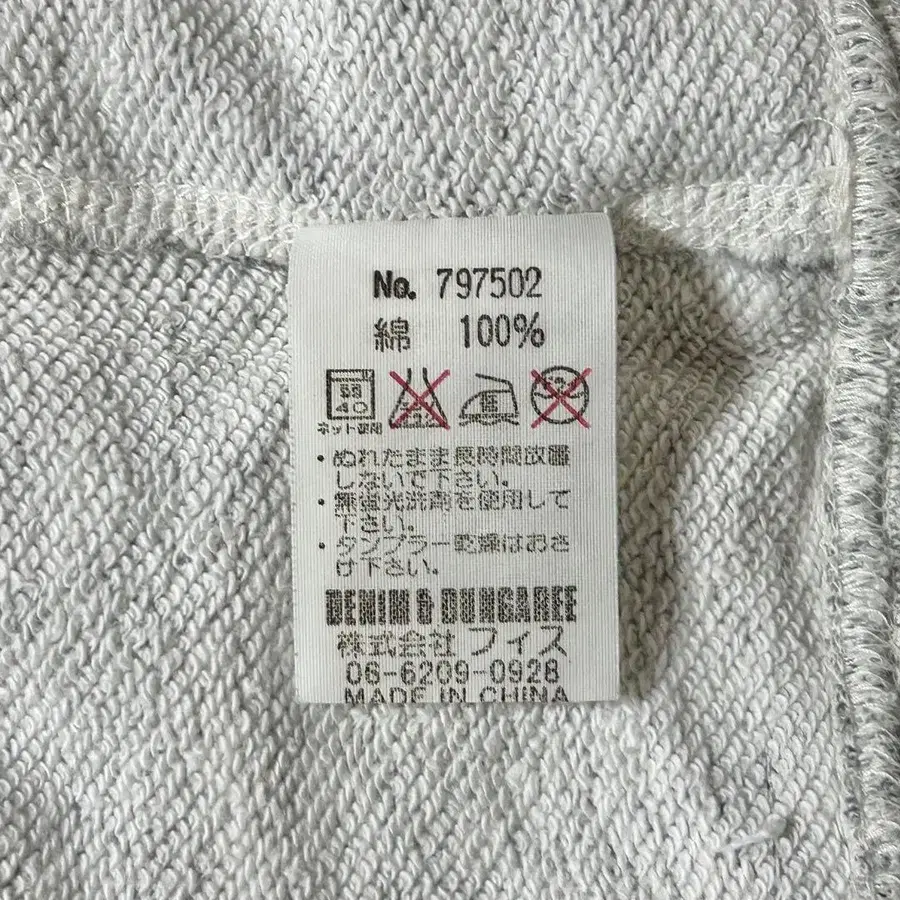 No. 797502
綿 100%
40
ネット使用
・ぬれたまま長時間放置
しないで下さい。
・無蛍光洗剤を使用して
下さい。
・タンブラー乾燥はおさ
け下さい。
DENIM & DUNGAREE
株式会社 フィス
06-6209-0928
MADE IN CHINA